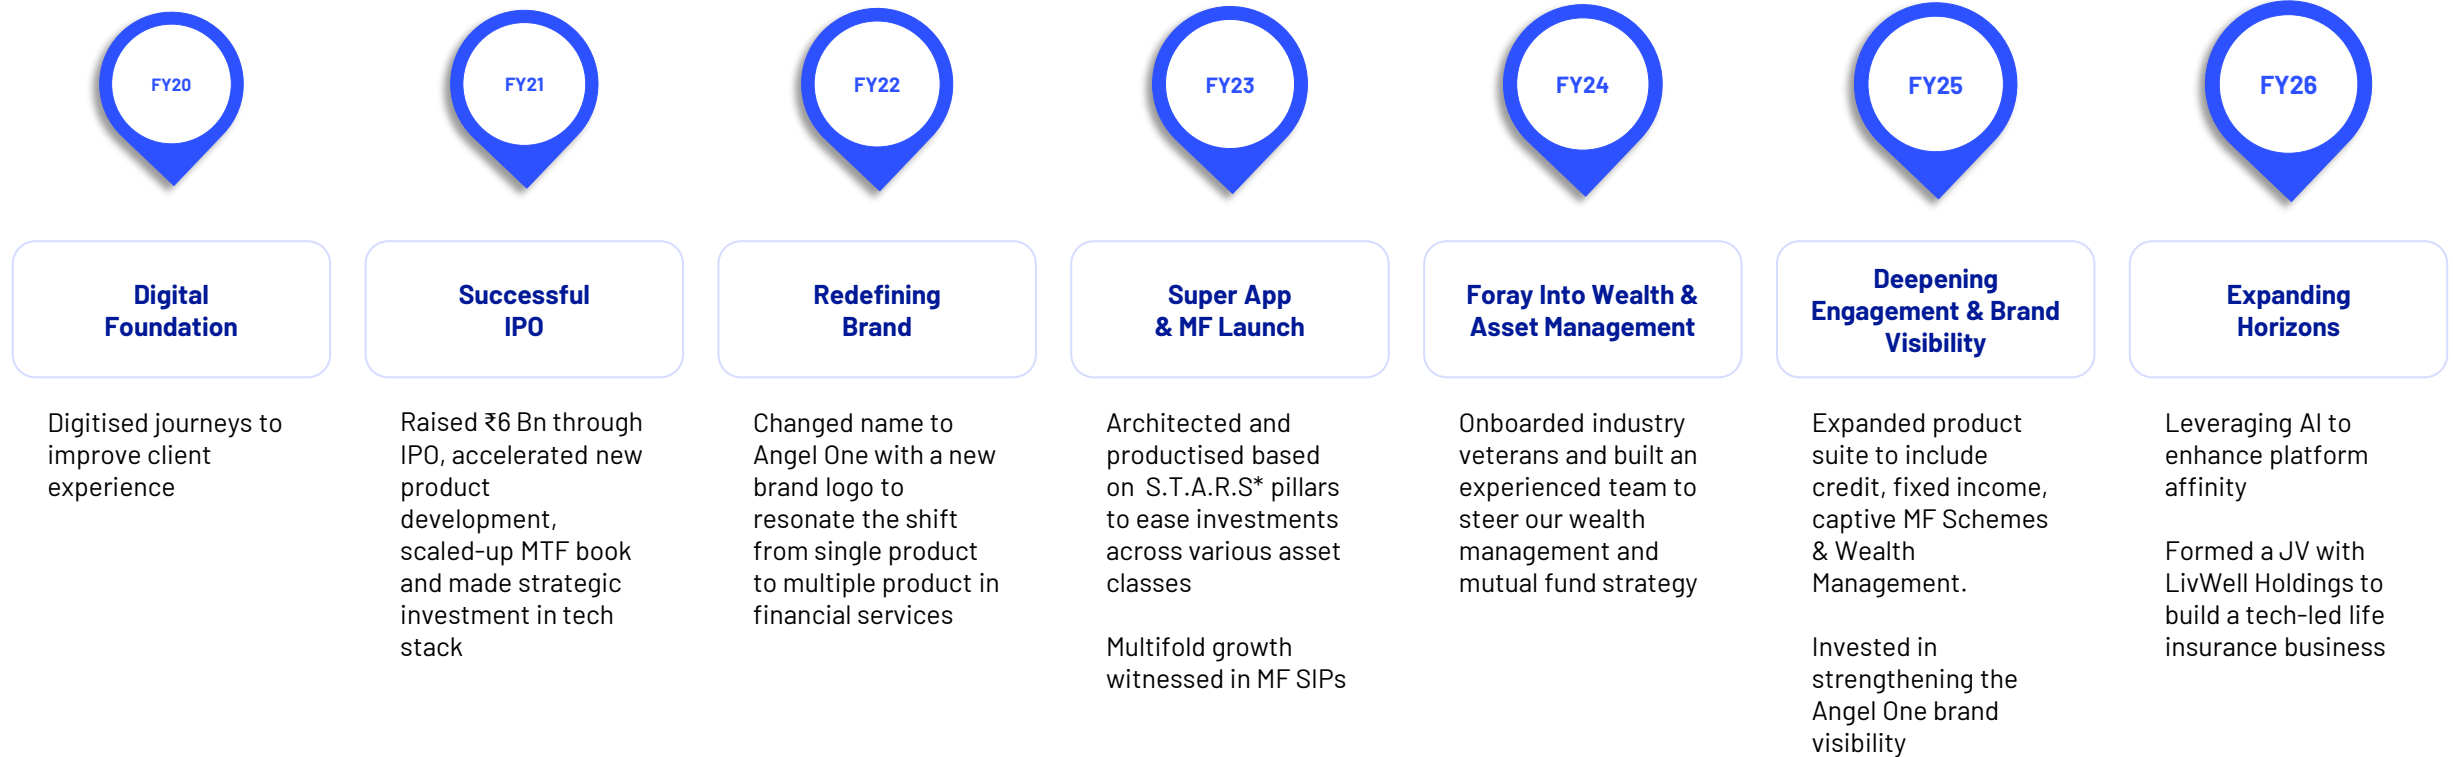 FY20
FY21
FY22
FY23
FY24
FY25
FY26
Digital
Foundation
Successful
IPO
Redefining
Brand
Super App
& MF Launch
Foray Into Wealth &
Asset Management
Deepening
Engagement & Brand
Visibility
Expanding
Horizons
Digitised journeys to
improve client
experience
Raised ₹6 Bn through
IPO, accelerated new
product
development,
scaled-up MTF book
and made strategic
investment in tech
stack
Changed name to
Angel One with a new
brand logo to
resonate the shift
from single product
to multiple product in
financial services
Architected and
productised based
on S.T.A.R.S* pillars
to ease investments
across various asset
classes
Multifold growth
witnessed in MF SIPs
Onboarded industry
veterans and built an
experienced team to
steer our wealth
management and
mutual fund strategy
Expanded product
suite to include
credit, fixed income,
captive MF Schemes
& Wealth
Management.
Invested in
strengthening the
Angel One brand
visibility
Leveraging AI to
enhance platform
affinity
Formed a JV with
LivWell Holdings to
build a tech-led life
insurance business